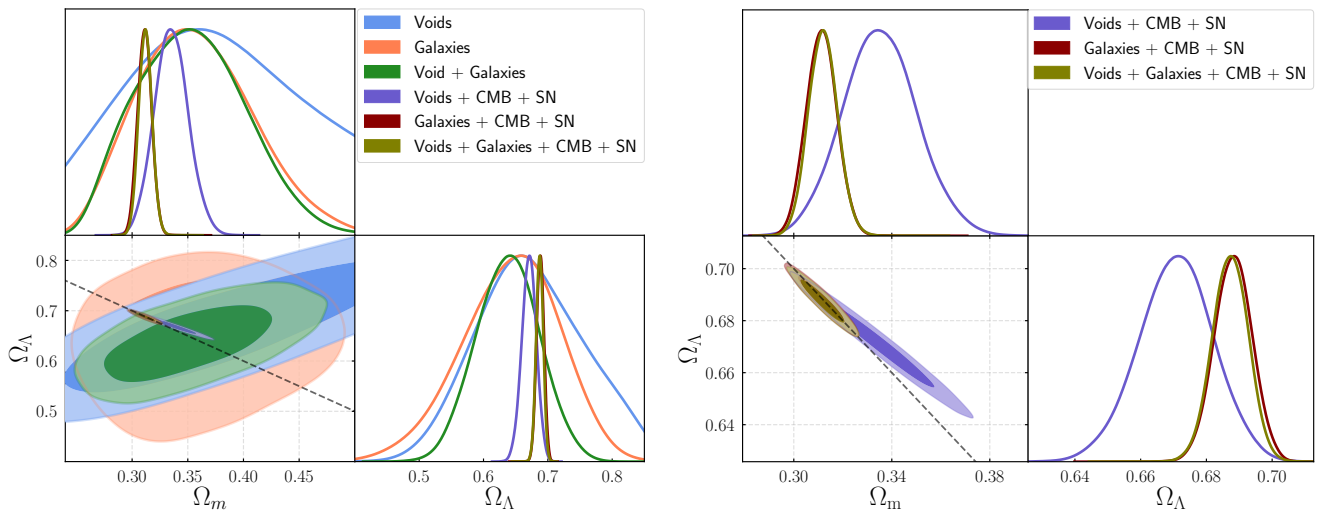 Voids
Galaxies
Void + Galaxies
Voids + CMB + SN
Galaxies + CMB + SN
Voids + Galaxies + CMB + SN
0.8
0.7
0.6
0.5
Ω_Λ
0.30 0.35 0.40 0.45
Ω_m
0.5 0.6 0.7 0.8
Ω_Λ
Voids + CMB + SN
Galaxies + CMB + SN
Voids + Galaxies + CMB + SN
0.70
0.68
0.66
0.64
Ω_Λ
0.30 0.34 0.38
Ω_m
0.64 0.66 0.68 0.70
Ω_Λ